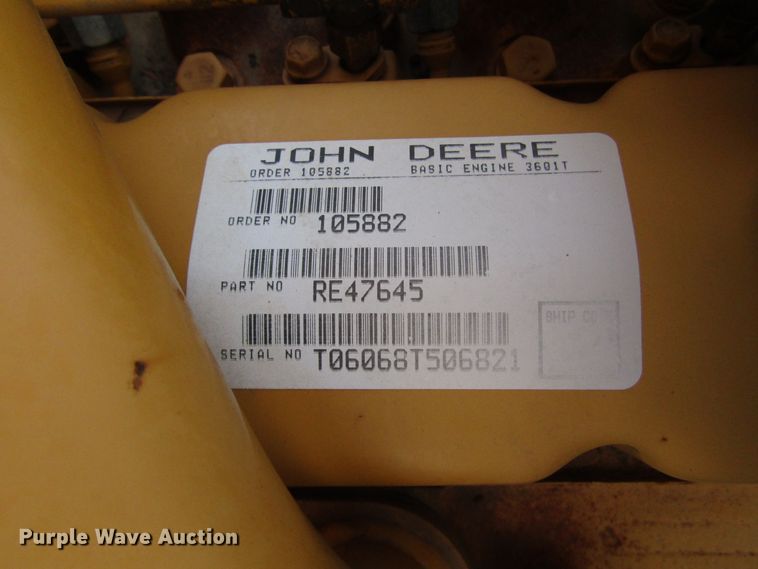 JOHN DEERE
ORDER 105882 BASIC ENGINE 3601T
ORDER NO 105882
PART NO RE47645
SERIAL NO T06068T506821
SHIP
Purple Wave Auction